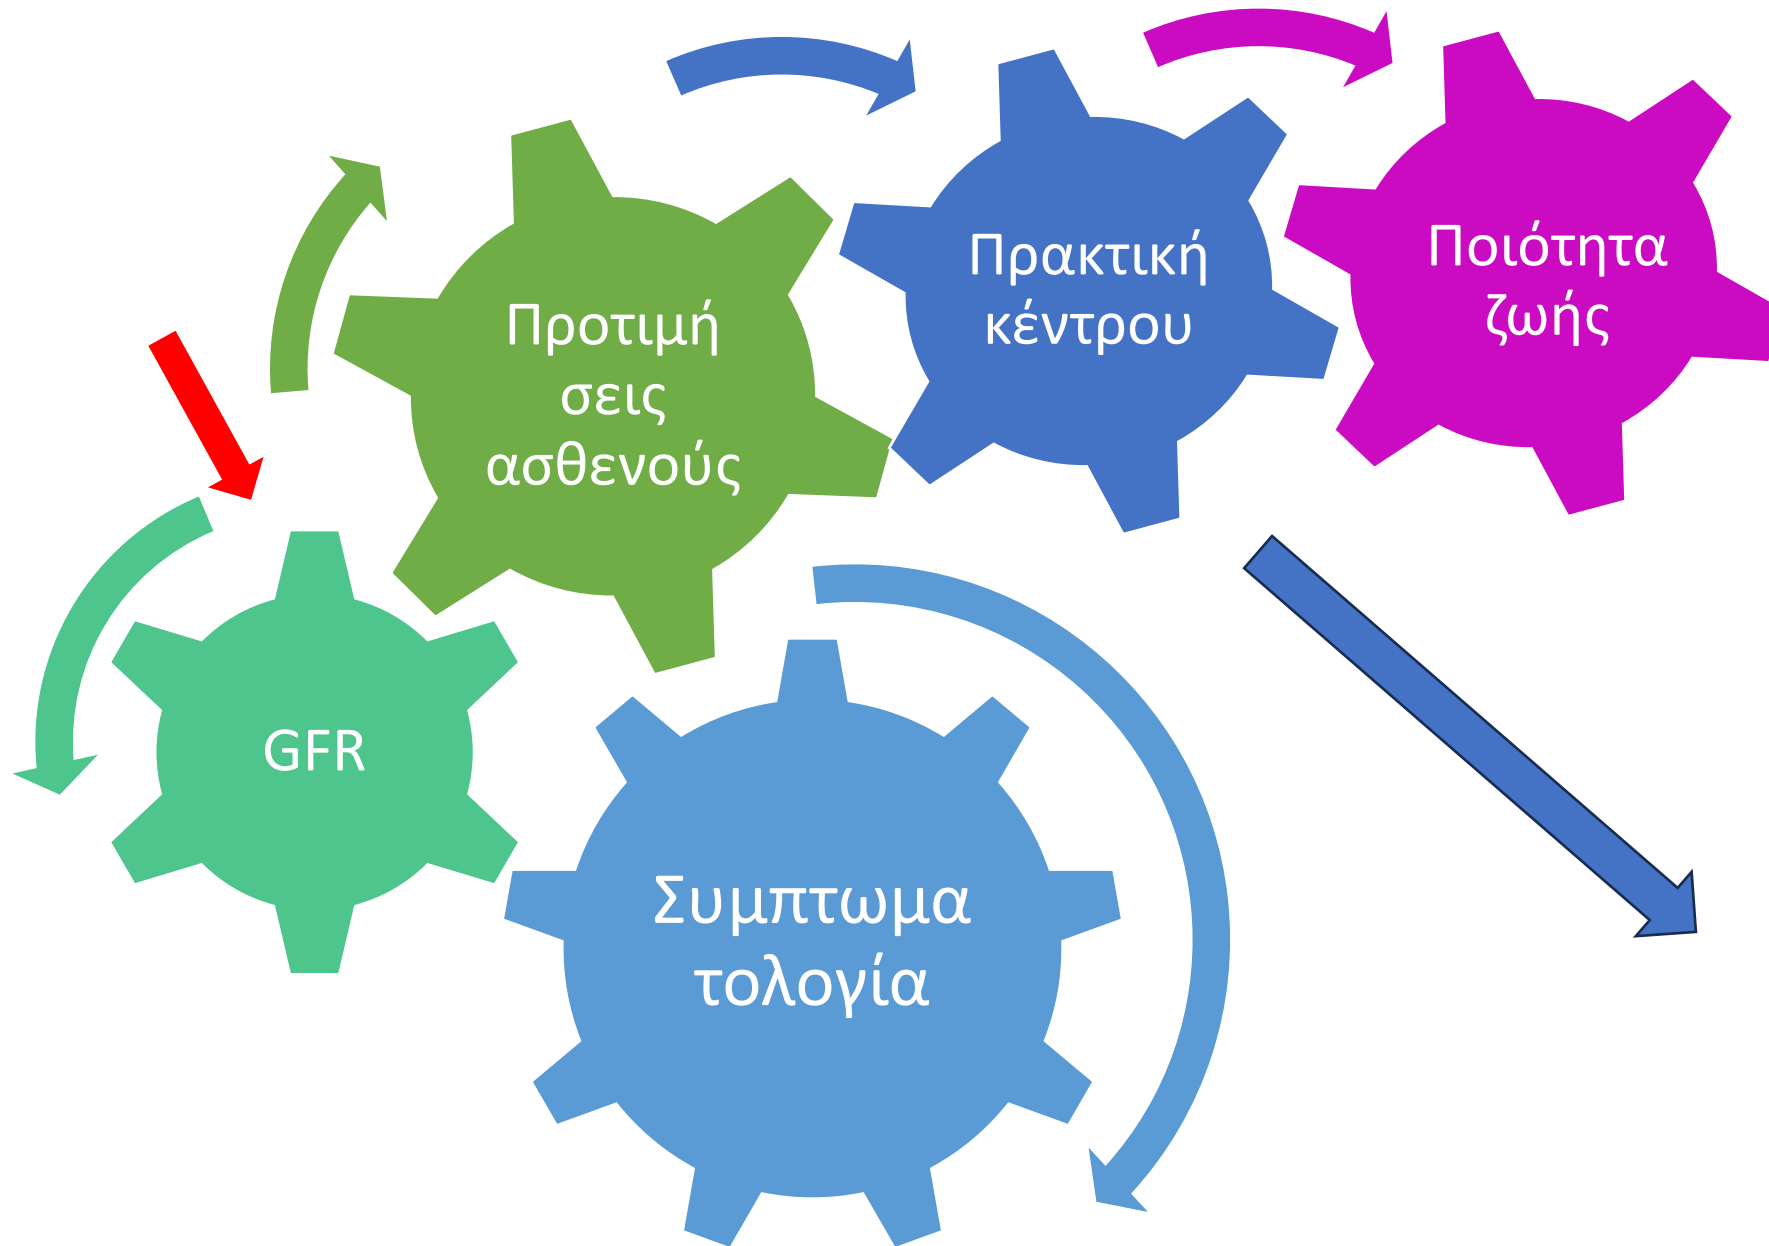 Προτιμή
σεις
ασθενούς
Πρακτική
κέντρου
Ποιότητα
ζωής
GFR
Συμπτωμα
τολογία